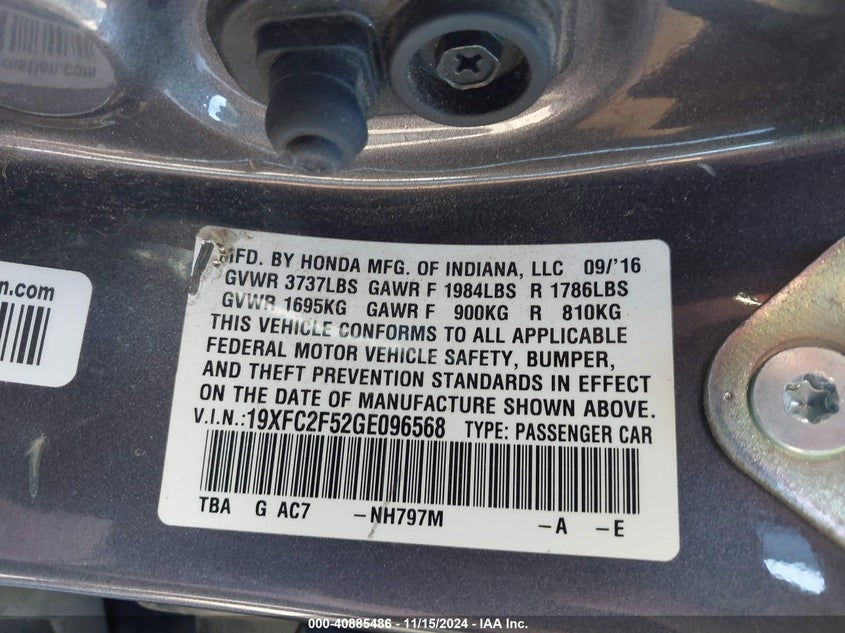 mation.com
tion.com
MFD. BY HONDA MFG. OF INDIANA, LLC 09/'16
GVWR 3737LBS GAWR F 1984LBS R 1786LBS
GVWR 1695KG GAWR F 900KG R 810KG
THIS VEHICLE CONFORMS TO ALL APPLICABLE
FEDERAL MOTOR VEHICLE SAFETY, BUMPER,
AND THEFT PREVENTION STANDARDS IN EFFECT
ON THE DATE OF MANUFACTURE SHOWN ABOVE.
V.I.N.:19XFC2F52GE096568 TYPE: PASSENGER CAR
TBA G AC7 -NH797M -A -E
000-40885486 - 11/15/2024 - IAA Inc.